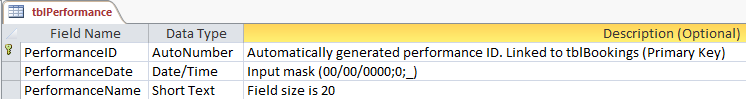 tblPerformance
Field Name Data Type Description (Optional)
PerformanceID AutoNumber Automatically generated performance ID. Linked to tblBookings (Primary Key)
PerformanceDate Date/Time Input mask (00/00/0000;0;_)
PerformanceName Short Text Field size is 20